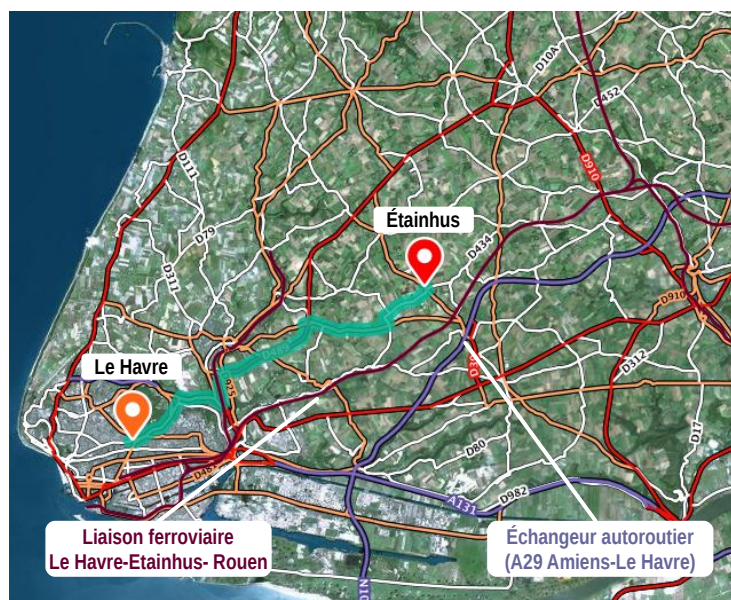 D10A
D452
D111
D910
Étainhus
D79
D434
D311
D910
Le Havre
D312
D17
D80
D982
A131
Liaison ferroviaire
Le Havre-Etainhus- Rouen
Échangeur autoroutier
(A29 Amiens-Le Havre)